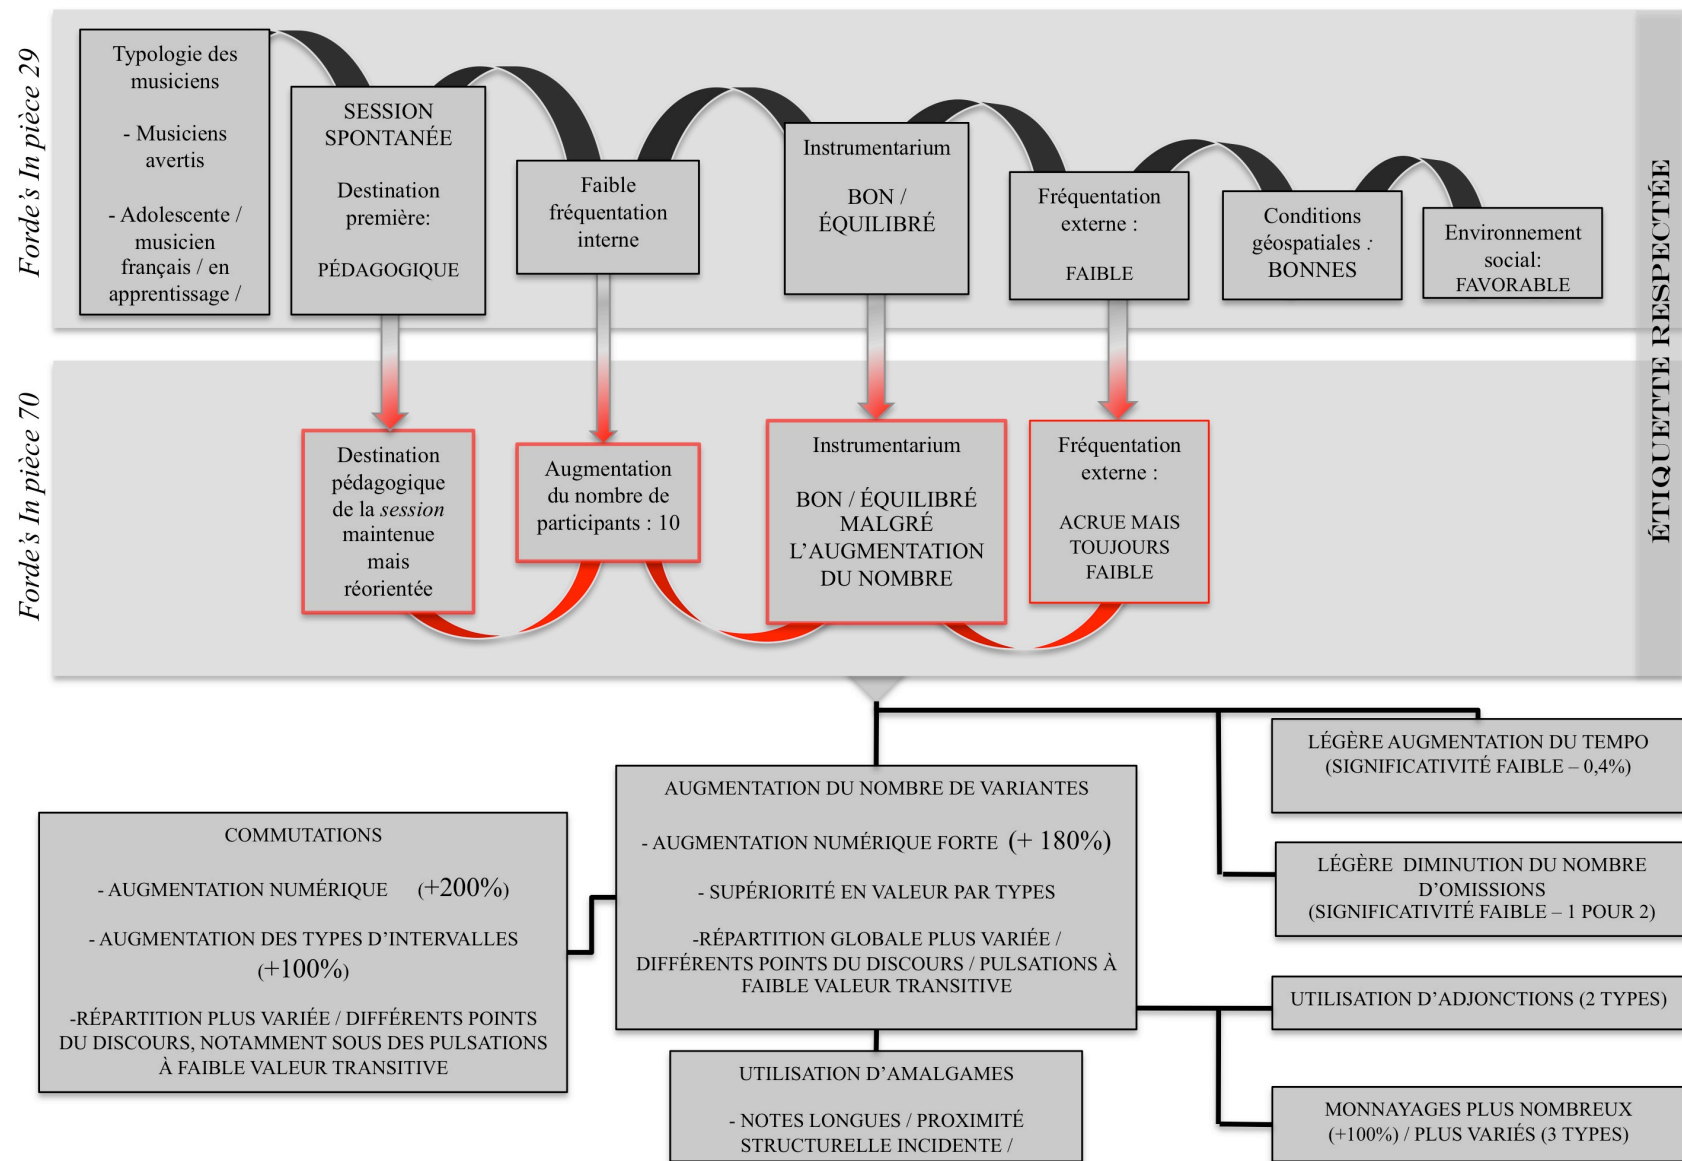 Forde's In pièce 29
Typologie des
musiciens
- Musiciens
avertis
- Adolescente /
musicien
français / en
apprentissage /
SESSION
SPONTANÉE
Destination
première:
PÉDAGOGIQUE
Faible
fréquentation
interne
Instrumentarium
BON /
ÉQUILIBRÉ
Fréquentation
externe :
FAIBLE
Conditions
géospatiales :
BONNES
Environnement
social:
FAVORABLE
ÉTIQUETTE RESPECTÉE
Forde's In pièce 70
Destination
pédagogique
de la session
maintenue
mais
réorientée
Augmentation
du nombre de
participants : 10
Instrumentarium
BON / ÉQUILIBRÉ
MALGRÉ
L'AUGMENTATION
DU NOMBRE
Fréquentation
externe :
ACRUE MAIS
TOUJOURS
FAIBLE
COMMUTATIONS
- AUGMENTATION NUMÉRIQUE (+200%)
- AUGMENTATION DES TYPES D'INTERVALLES
(+100%)
-RÉPARTITION PLUS VARIÉE / DIFFÉRENTS POINTS
DU DISCOURS, NOTAMMENT SOUS DES PULSATIONS
À FAIBLE VALEUR TRANSITIVE
AUGMENTATION DU NOMBRE DE VARIANTES
- AUGMENTATION NUMÉRIQUE FORTE (+ 180%)
- SUPÉRIORITÉ EN VALEUR PAR TYPES
-RÉPARTITION GLOBALE PLUS VARIÉE /
DIFFÉRENTS POINTS DU DISCOURS / PULSATIONS À
FAIBLE VALEUR TRANSITIVE
UTILISATION D'AMALGAMES
- NOTES LONGUES / PROXIMITÉ
STRUCTURELLE INCIDENTE /
LÉGÈRE AUGMENTATION DU TEMPO
(SIGNIFICATIVITÉ FAIBLE – 0,4%)
LÉGÈRE DIMINUTION DU NOMBRE
D'OMISSIONS
(SIGNIFICATIVITÉ FAIBLE – 1 POUR 2)
UTILISATION D'ADJONCTIONS (2 TYPES)
MONNAYAGES PLUS NOMBREUX
(+100%) / PLUS VARIÉS (3 TYPES)